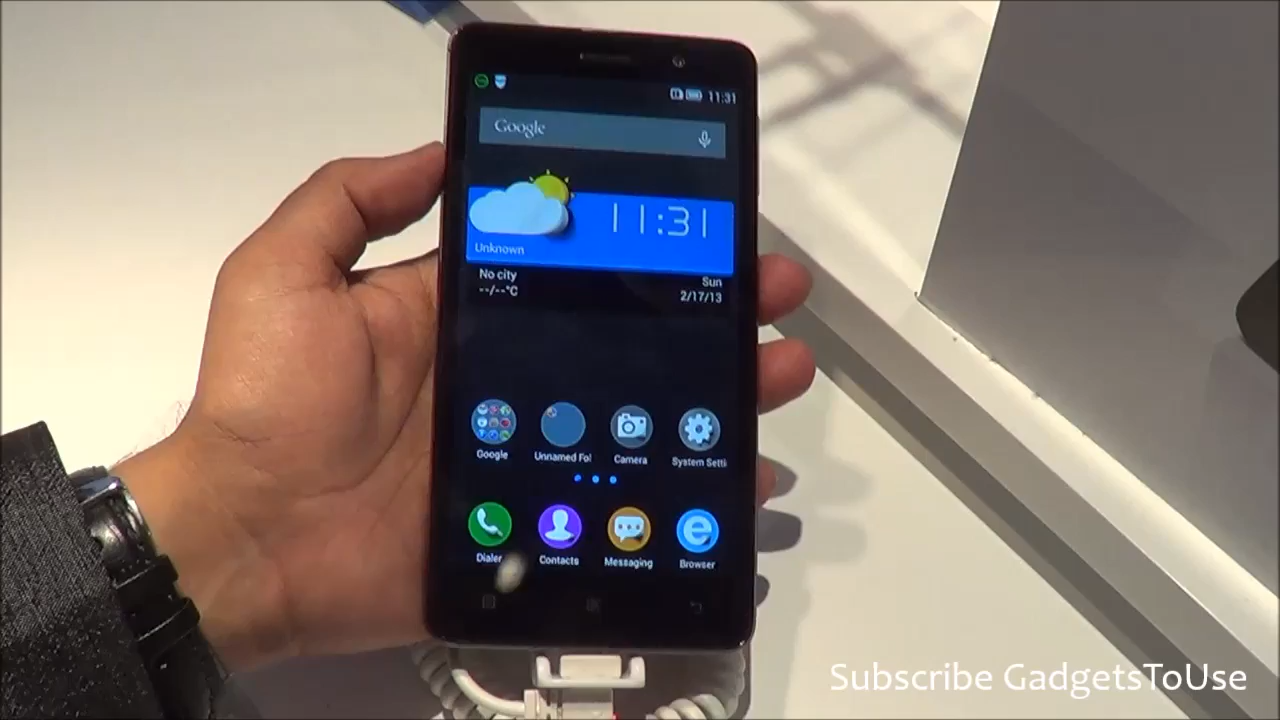 11:31
Google
11:31
Unknown
No city
Sun
--/--°C
2/17/13
Google
Unnamed Fol
Camera
System Setti
Dialer
Contacts
Messaging
Browser
Subscribe GadgetsToUse